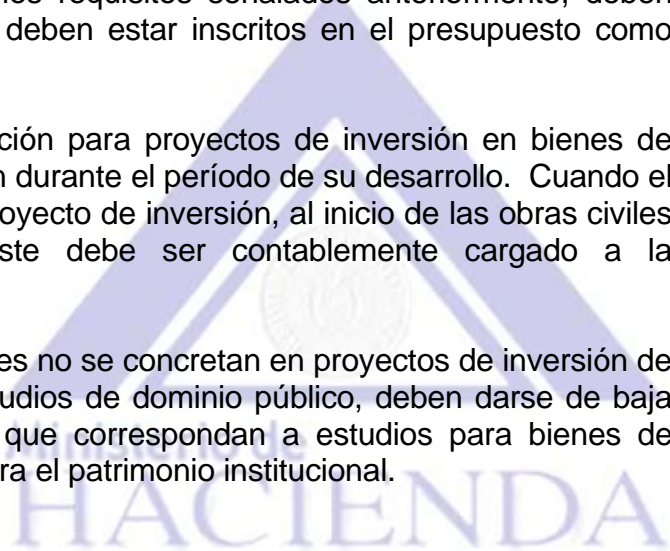 los requisitos señalados anteriormente, deben
deben estar inscritos en el presupuesto como
ción para proyectos de inversión en bienes de
durante el período de su desarrollo. Cuando el
oyecto de inversión, al inicio de las obras civiles
ste debe ser contablemente cargado a la
es no se concretan en proyectos de inversión de
udios de dominio público, deben darse de baja
que correspondan a estudios para bienes de
ra el patrimonio institucional.
Ministerio de
HACIENDA